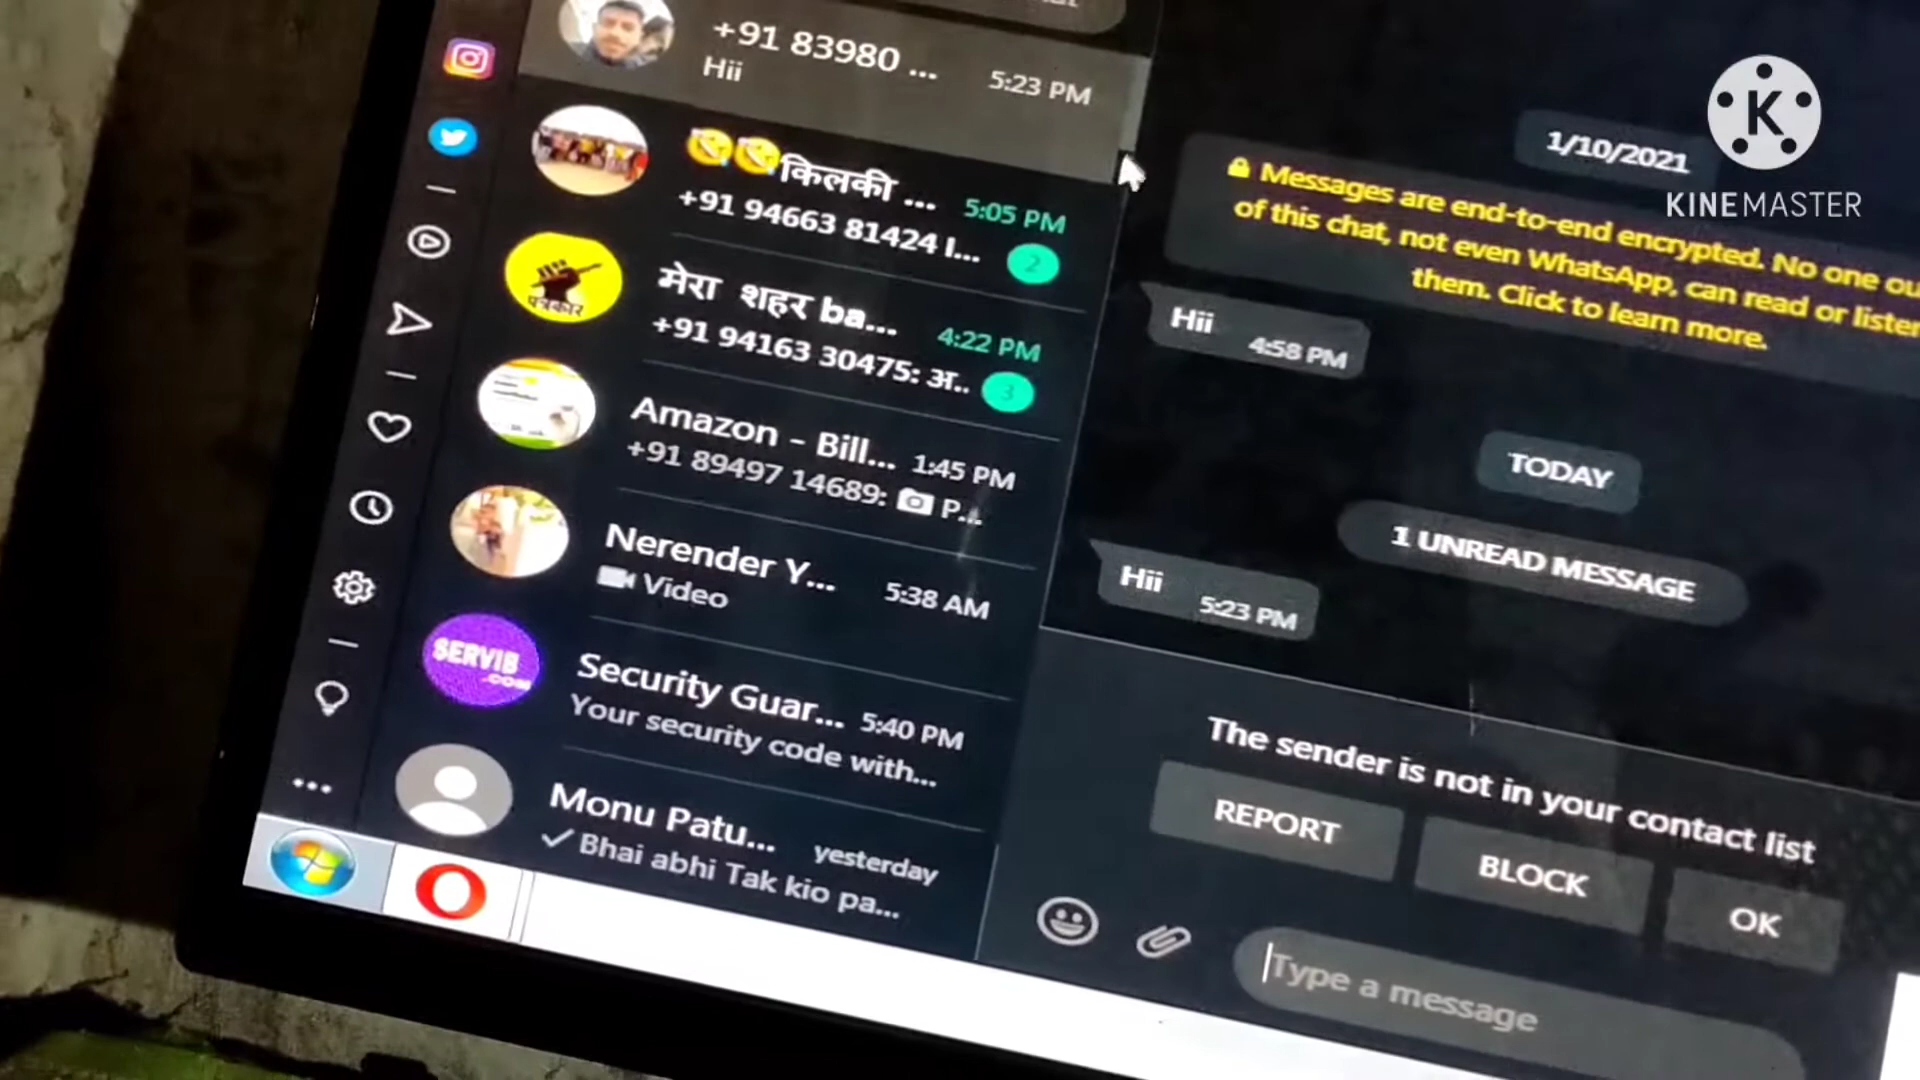 +91 83980 ...
5:23 PM
Hii
किलकी ...
5:05 PM
+91 94663 81424 l...
2
पत्रकार
मेरा शहर ba...
4:22 PM
+91 94163 30475: अ..
3
Amazon - Bill...
1:45 PM
+91 89497 14689: P...
Nerender Y...
5:38 AM
Video
SERVIB
.COM
Security Guar...
5:40 PM
Your security code with...
Monu Patu...
yesterday
Bhai abhi Tak kio pa...
K
KINEMASTER
1/10/2021
Messages are end-to-end encrypted. No one ou
of this chat, not even WhatsApp, can read or listen
them. Click to learn more.
Hii
4:58 PM
TODAY
1 UNREAD MESSAGE
Hii
5:23 PM
The sender is not in your contact list
REPORT
BLOCK
OK
Type a message